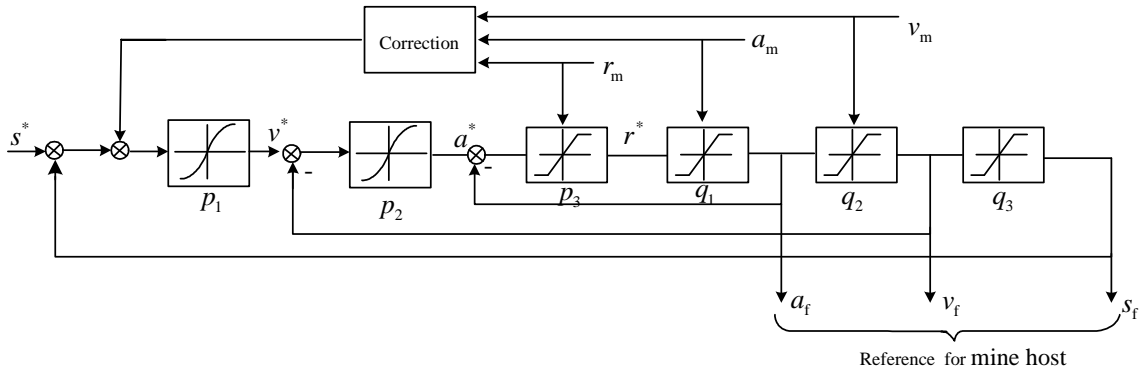 v_m
Correction
a_m
r_m
s^*
v^*
a^*
r^*
-
-
p_1
p_2
p_3
q_1
q_2
q_3
a_f
v_f
s_f
Reference for mine host